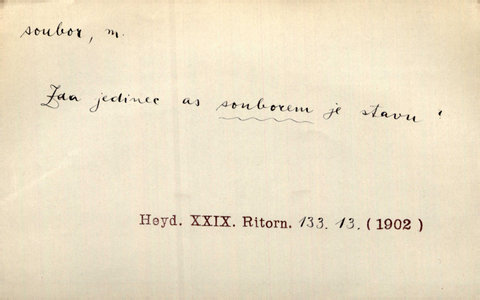 soubor, m.
Zda jedinec as souborem je stavu
Heyd. XXIX. Ritorn. 133. 13. (1902)